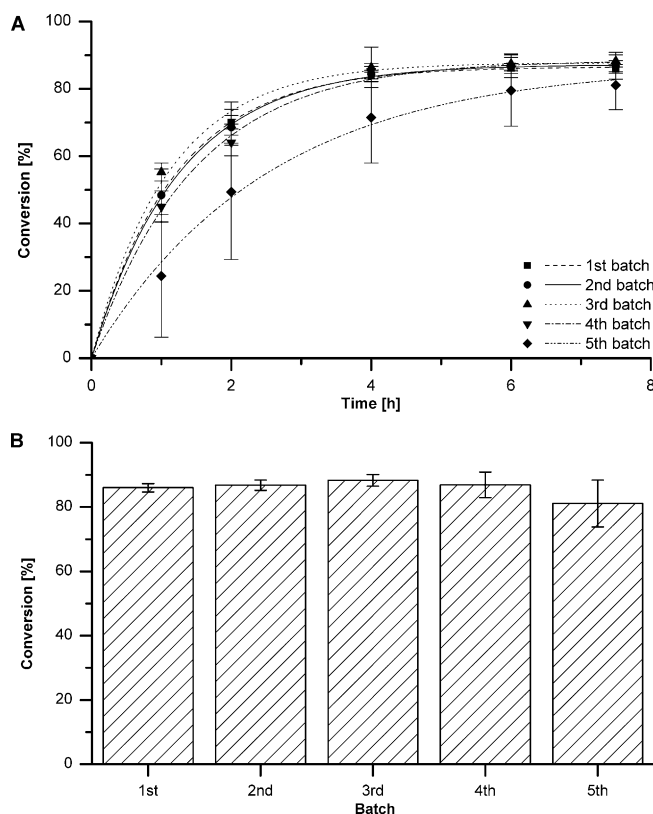 A
100
80
60
40
20
0
Conversion [%]
1st batch
2nd batch
3rd batch
4th batch
5th batch
0 2 4 6 8
Time [h]
B
100
80
60
40
20
0
Conversion [%]
1st 2nd 3rd 4th 5th
Batch